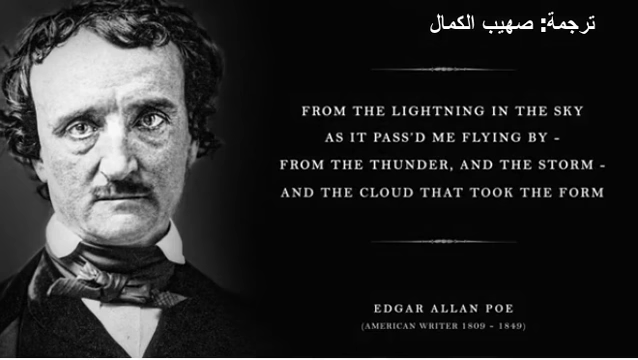 ترجمة: صهيب الكمال
FROM THE LIGHTNING IN THE SKY
AS IT PASS'D ME FLYING BY -
FROM THE THUNDER, AND THE STORM -
AND THE CLOUD THAT TOOK THE FORM
EDGAR ALLAN POE
(AMERICAN WRITER 1809 - 1849)